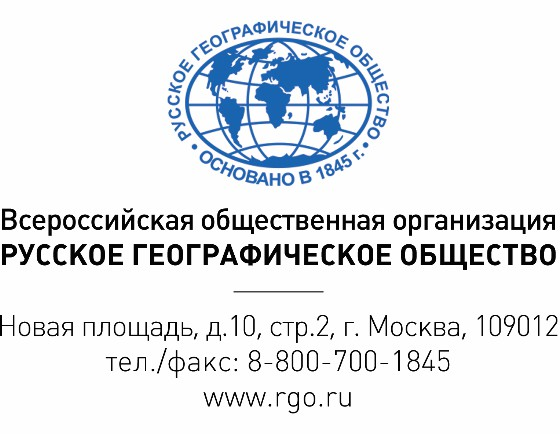 • РУССКОЕ ГЕОГРАФИЧЕСКОЕ ОБЩЕСТВО •
ОСНОВАНО В 1845 г.
Всероссийская общественная организация
РУССКОЕ ГЕОГРАФИЧЕСКОЕ ОБЩЕСТВО
Новая площадь, д.10, стр.2, г. Москва, 109012
тел./факс: 8-800-700-1845
www.rgo.ru